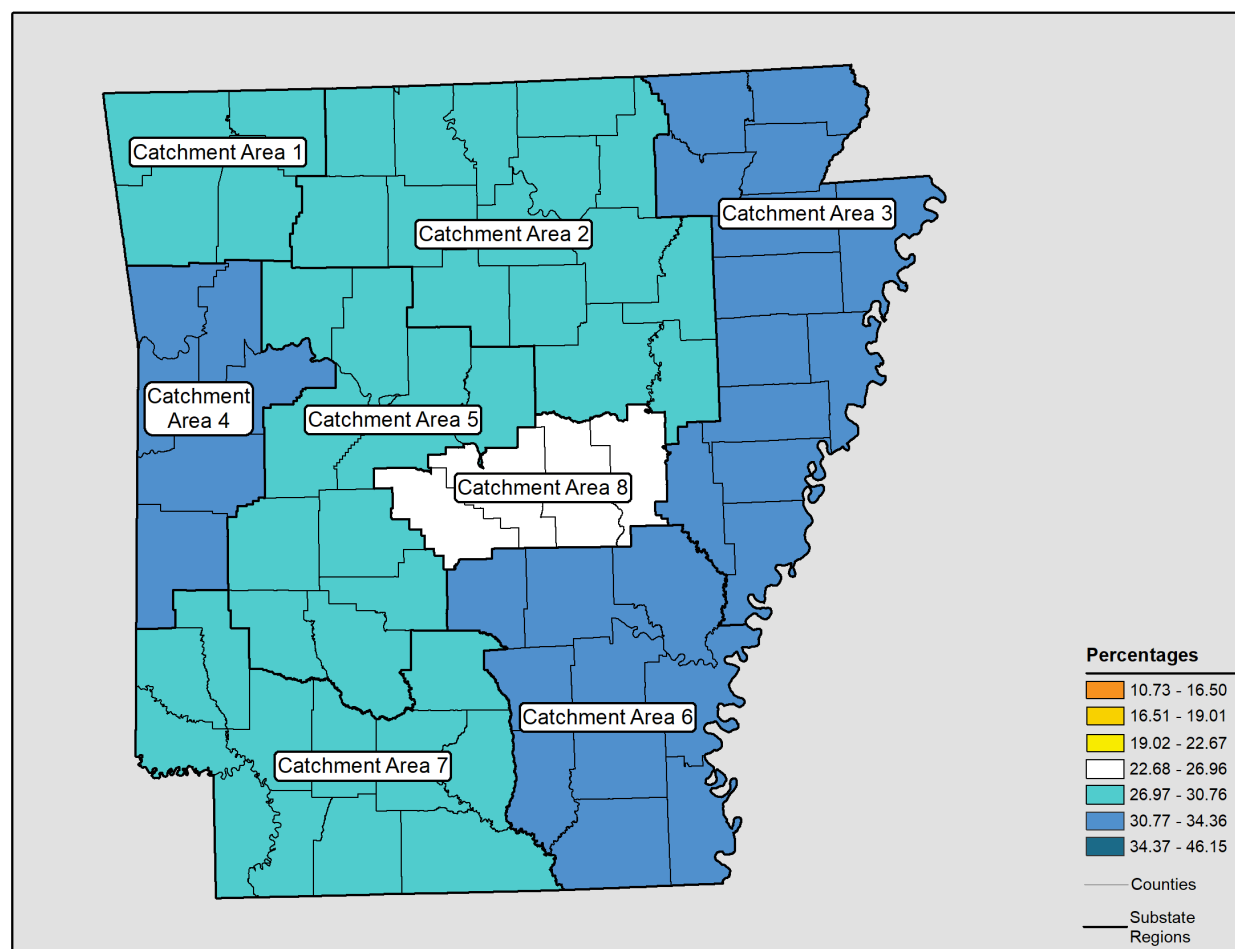 Catchment Area 1
Catchment Area 3
Catchment Area 2
Catchment
Area 4
Catchment Area 5
Catchment Area 8
Catchment Area 6
Catchment Area 7
Percentages
10.73 - 16.50
16.51 - 19.01
19.02 - 22.67
22.68 - 26.96
26.97 - 30.76
30.77 - 34.36
34.37 - 46.15
Counties
Substate
Regions